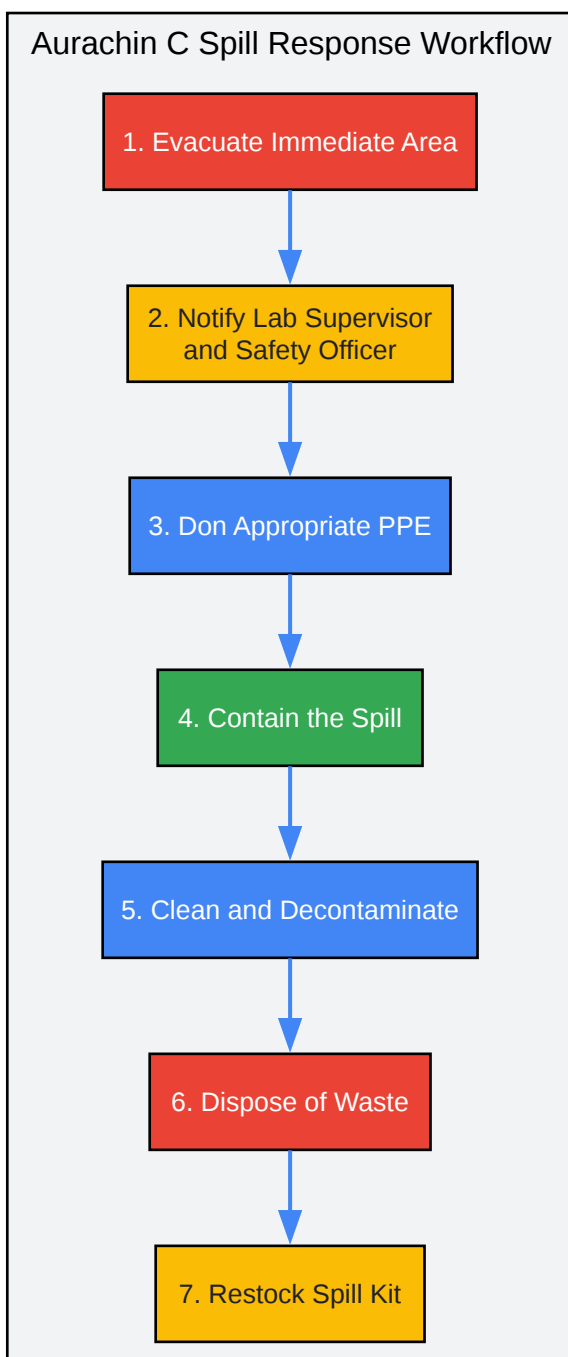 Aurachin C Spill Response Workflow
1. Evacuate Immediate Area
2. Notify Lab Supervisor
and Safety Officer
3. Don Appropriate PPE
4. Contain the Spill
5. Clean and Decontaminate
6. Dispose of Waste
7. Restock Spill Kit